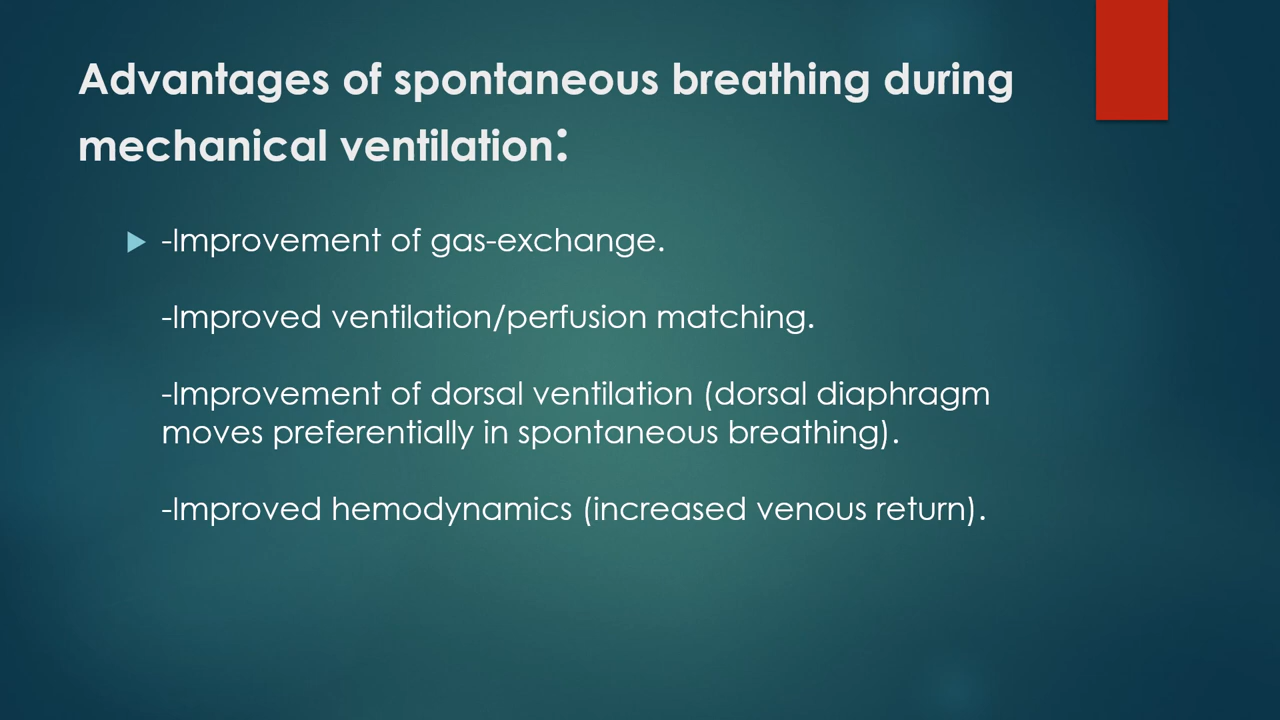 Advantages of spontaneous breathing during
mechanical ventilation:
-Improvement of gas-exchange.
-Improved ventilation/perfusion matching.
-Improvement of dorsal ventilation (dorsal diaphragm
moves preferentially in spontaneous breathing).
-Improved hemodynamics (increased venous return).